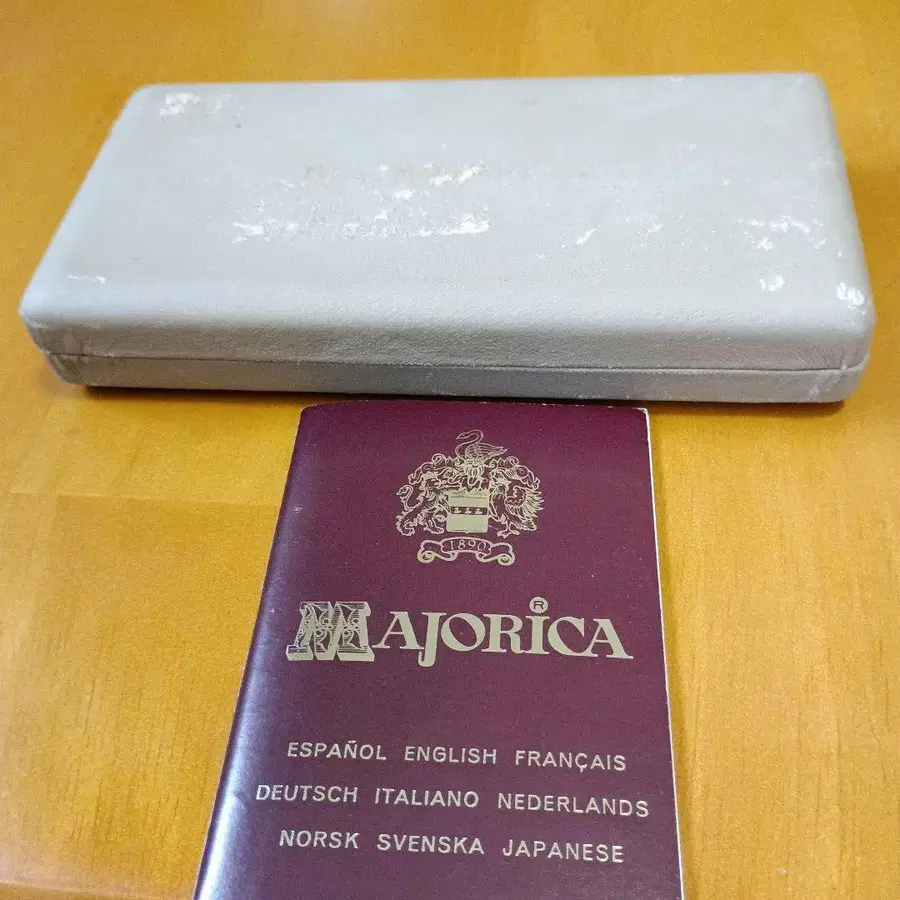 1890
MAJORICA®
ESPAÑOL ENGLISH FRANÇAIS
DEUTSCH ITALIANO NEDERLANDS
NORSK SVENSKA JAPANESE